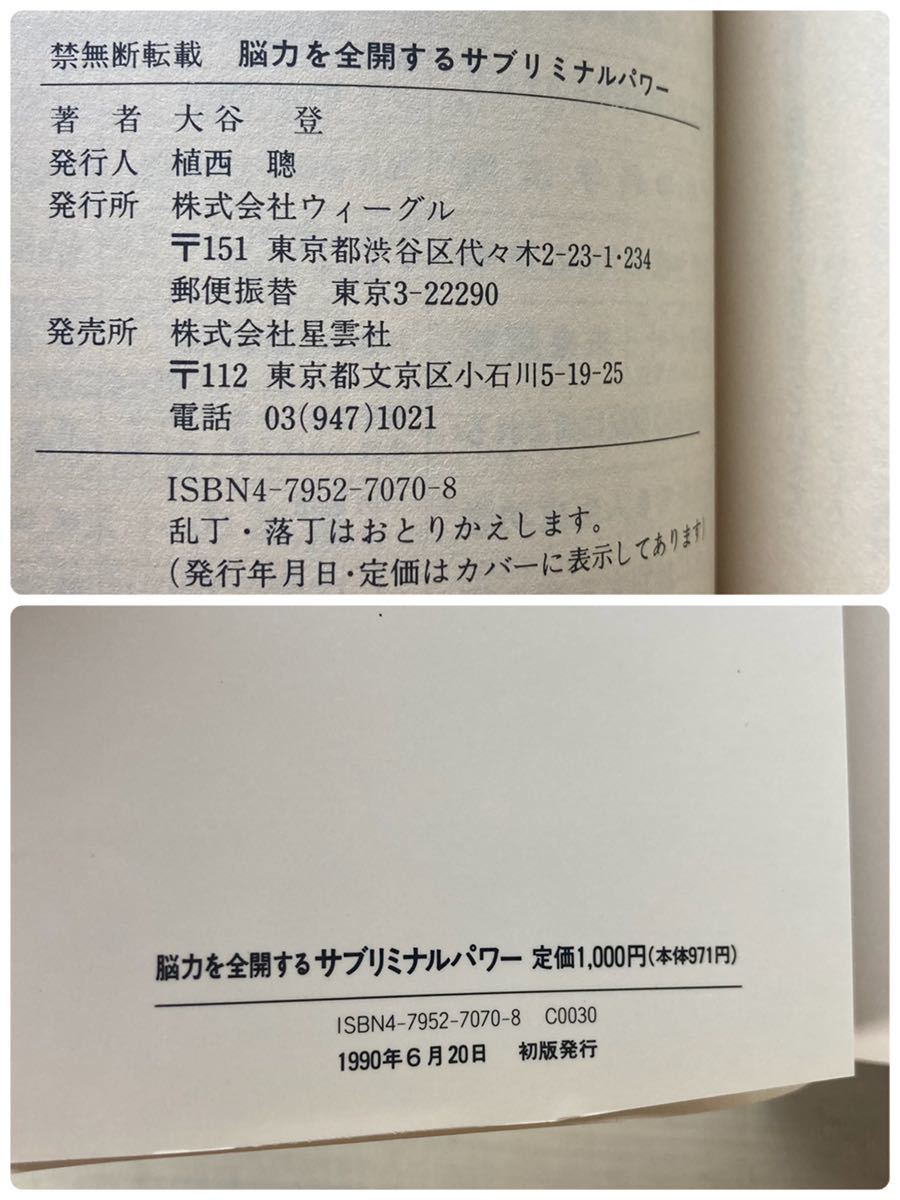 禁無断転載　脳力を全開するサブリミナルパワー
著　者　大谷　登
発行人　植西　聰
発行所　株式会社ウィーグル
〒151 東京都渋谷区代々木2-23-1・234
郵便振替　東京3-22290
発売所　株式会社星雲社
〒112 東京都文京区小石川5-19-25
電話　03(947)1021
ISBN4-7952-7070-8
乱丁・落丁はおとりかえします。
(発行年月日・定価はカバーに表示してあります)
脳力を全開するサブリミナルパワー 定価1,000円(本体971円)
ISBN4-7952-7070-8　C0030
1990年6月20日　初版発行